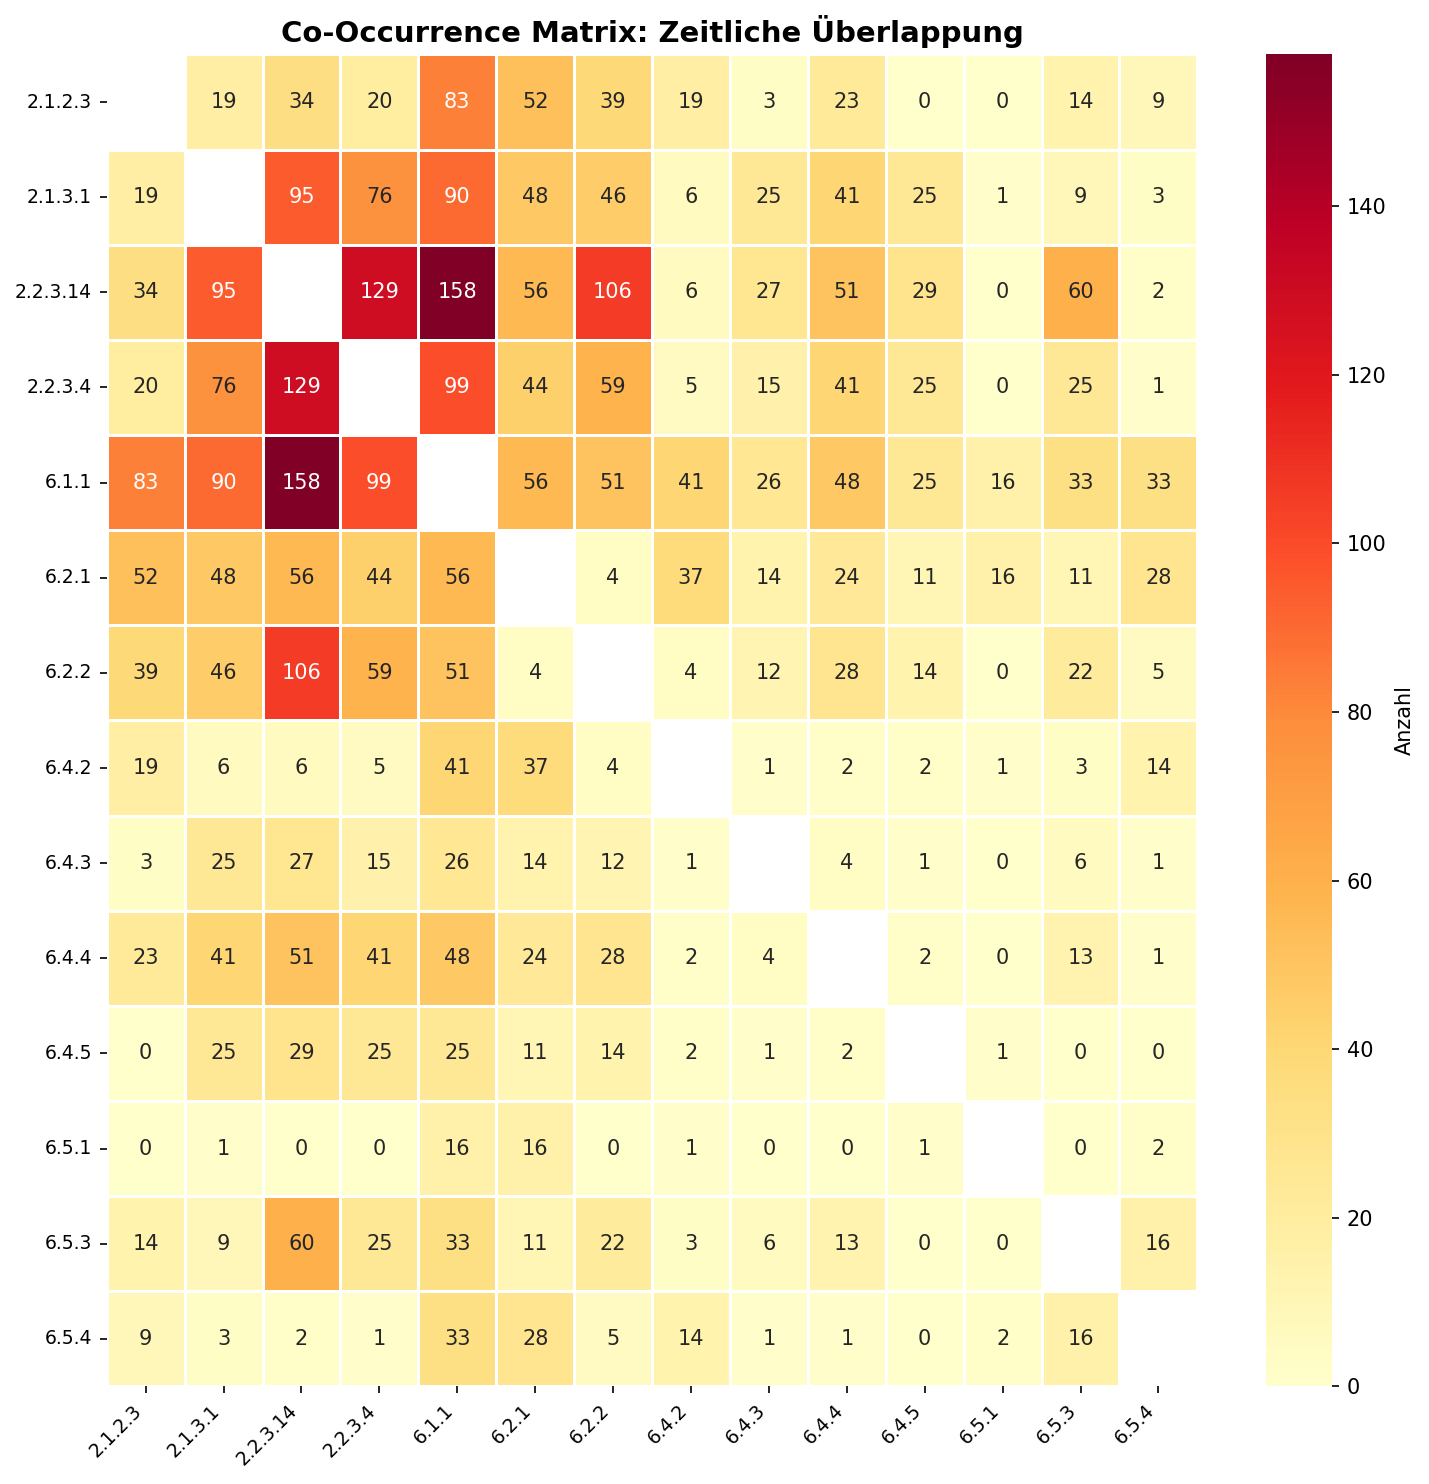 Co-Occurrence Matrix: Zeitliche Überlappung
2.1.2.3 19 34 20 83 52 39 19 3 23 0 0 14 9
2.1.3.1 19 95 76 90 48 46 6 25 41 25 1 9 3
2.2.3.14 34 95 129 158 56 106 6 27 51 29 0 60 2
2.2.3.4 20 76 129 99 44 59 5 15 41 25 0 25 1
6.1.1 83 90 158 99 56 51 41 26 48 25 16 33 33
6.2.1 52 48 56 44 56 4 37 14 24 11 16 11 28
6.2.2 39 46 106 59 51 4 4 12 28 14 0 22 5
6.4.2 19 6 6 5 41 37 4 1 2 2 1 3 14
6.4.3 3 25 27 15 26 14 12 1 4 1 0 6 1
6.4.4 23 41 51 41 48 24 28 2 4 2 0 13 1
6.4.5 0 25 29 25 25 11 14 2 1 2 1 0 0
6.5.1 0 1 0 0 16 16 0 1 0 0 1 0 2
6.5.3 14 9 60 25 33 11 22 3 6 13 0 0 16
6.5.4 9 3 2 1 33 28 5 14 1 1 0 2 16
2.1.2.3 2.1.3.1 2.2.3.14 2.2.3.4 6.1.1 6.2.1 6.2.2 6.4.2 6.4.3 6.4.4 6.4.5 6.5.1 6.5.3 6.5.4
140
120
100
80
60
40
20
0
Anzahl